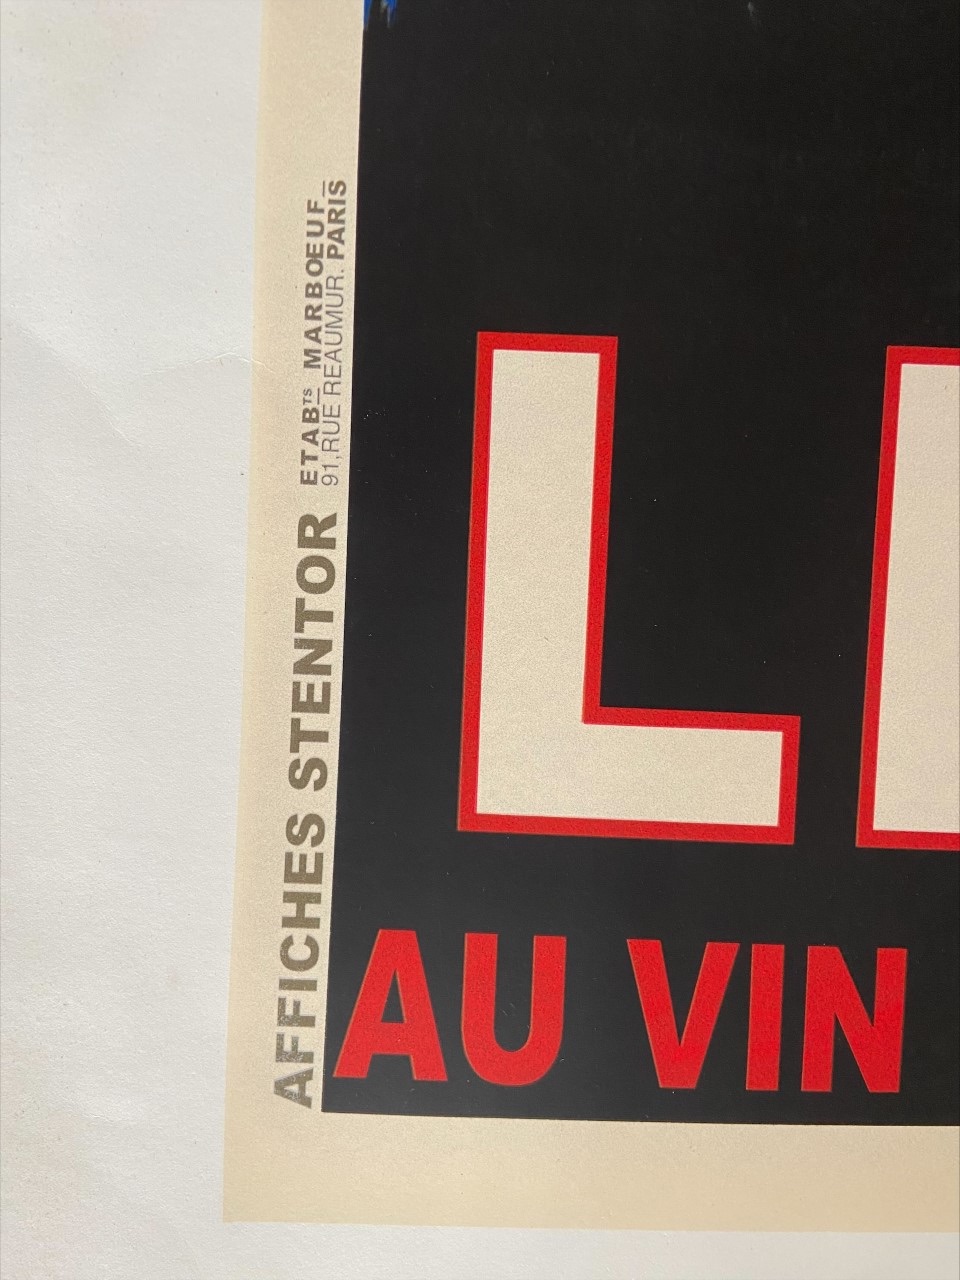 AFFICHES STENTOR
ETABTS MARBOEUF
91, RUE REAUMUR. PARIS
L
AU VIN